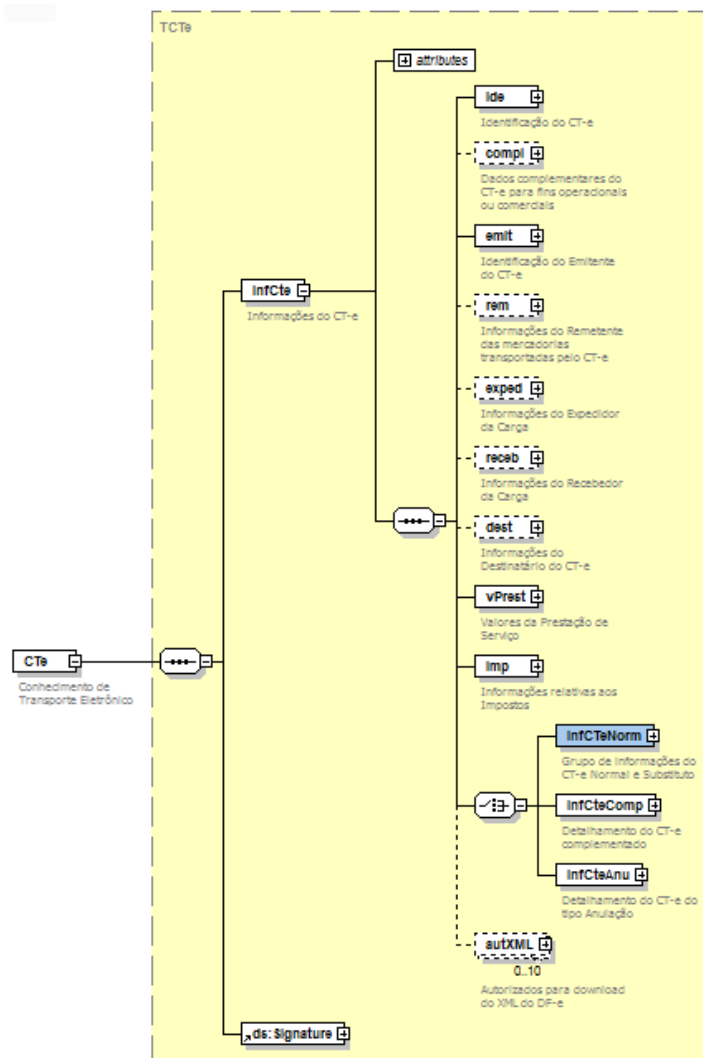 TCTe
attributes
ide
Identificação do CT-e
compl
Dados complementares do
CT-e para fins operacionais
ou comerciais
emit
Identificação do Emitente
do CT-e
infCte
Informações do CT-e
rem
Informações do Remetente
das mercadorias
transportadas pelo CT-e
exped
Informações do Expedidor
da Carga
receb
Informações do Recebedor
da Carga
dest
Informações do
Destinatário do CT-e
vPrest
Valores da Prestação de
Serviço
CTe
Conhecimento de
Transporte Eletrônico
imp
Informações relativas aos
Impostos
infCTeNorm
Grupo de informações do
CT-e Normal e Substituto
infCteComp
Detalhamento do CT-e
complementado
infCteAnu
Detalhamento do CT-e do
tipo Anulação
autXML
0..10
Autorizados para download
do XML do DF-e
ds:Signature